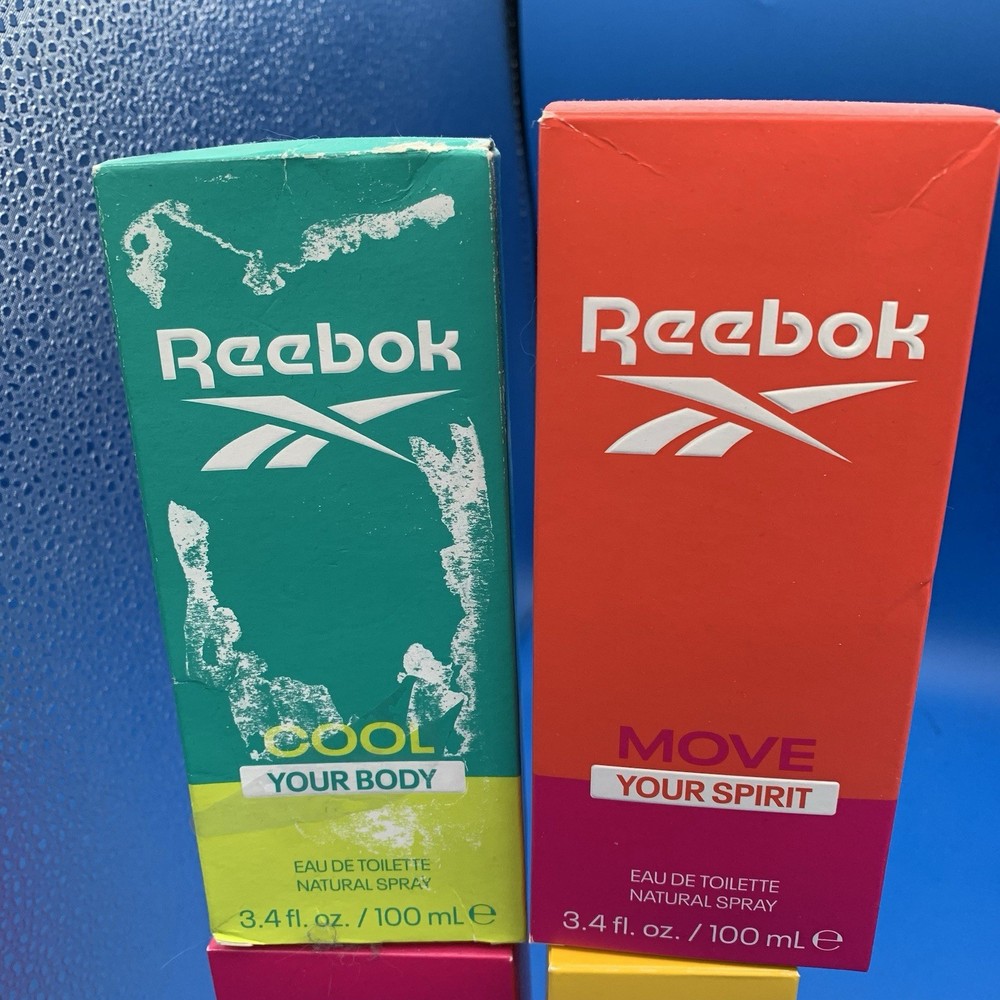 Reebok
COOL
YOUR BODY
EAU DE TOILETTE
NATURAL SPRAY
3.4 fl. oz. / 100 mL ℮
Reebok
MOVE
YOUR SPIRIT
EAU DE TOILETTE
NATURAL SPRAY
3.4 fl. oz. / 100 mL ℮